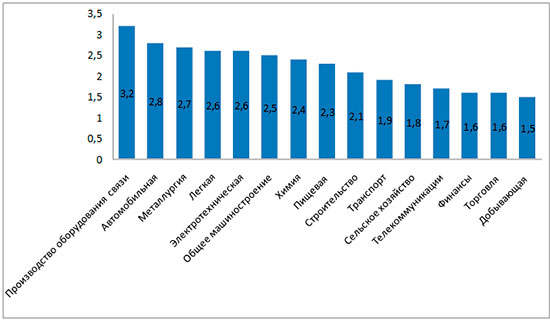 3,5
3
2,5
2
1,5
1
0,5
0
3,2
2,8
2,7
2,6
2,6
2,5
2,4
2,3
2,1
1,9
1,8
1,7
1,6
1,6
1,5
Производство оборудования связи
Автомобильная
Металлургия
Легкая
Электротехническая
Общее машиностроение
Химия
Пищевая
Строительство
Транспорт
Сельское хозяйство
Телекоммуникации
Финансы
Торговля
Добывающая